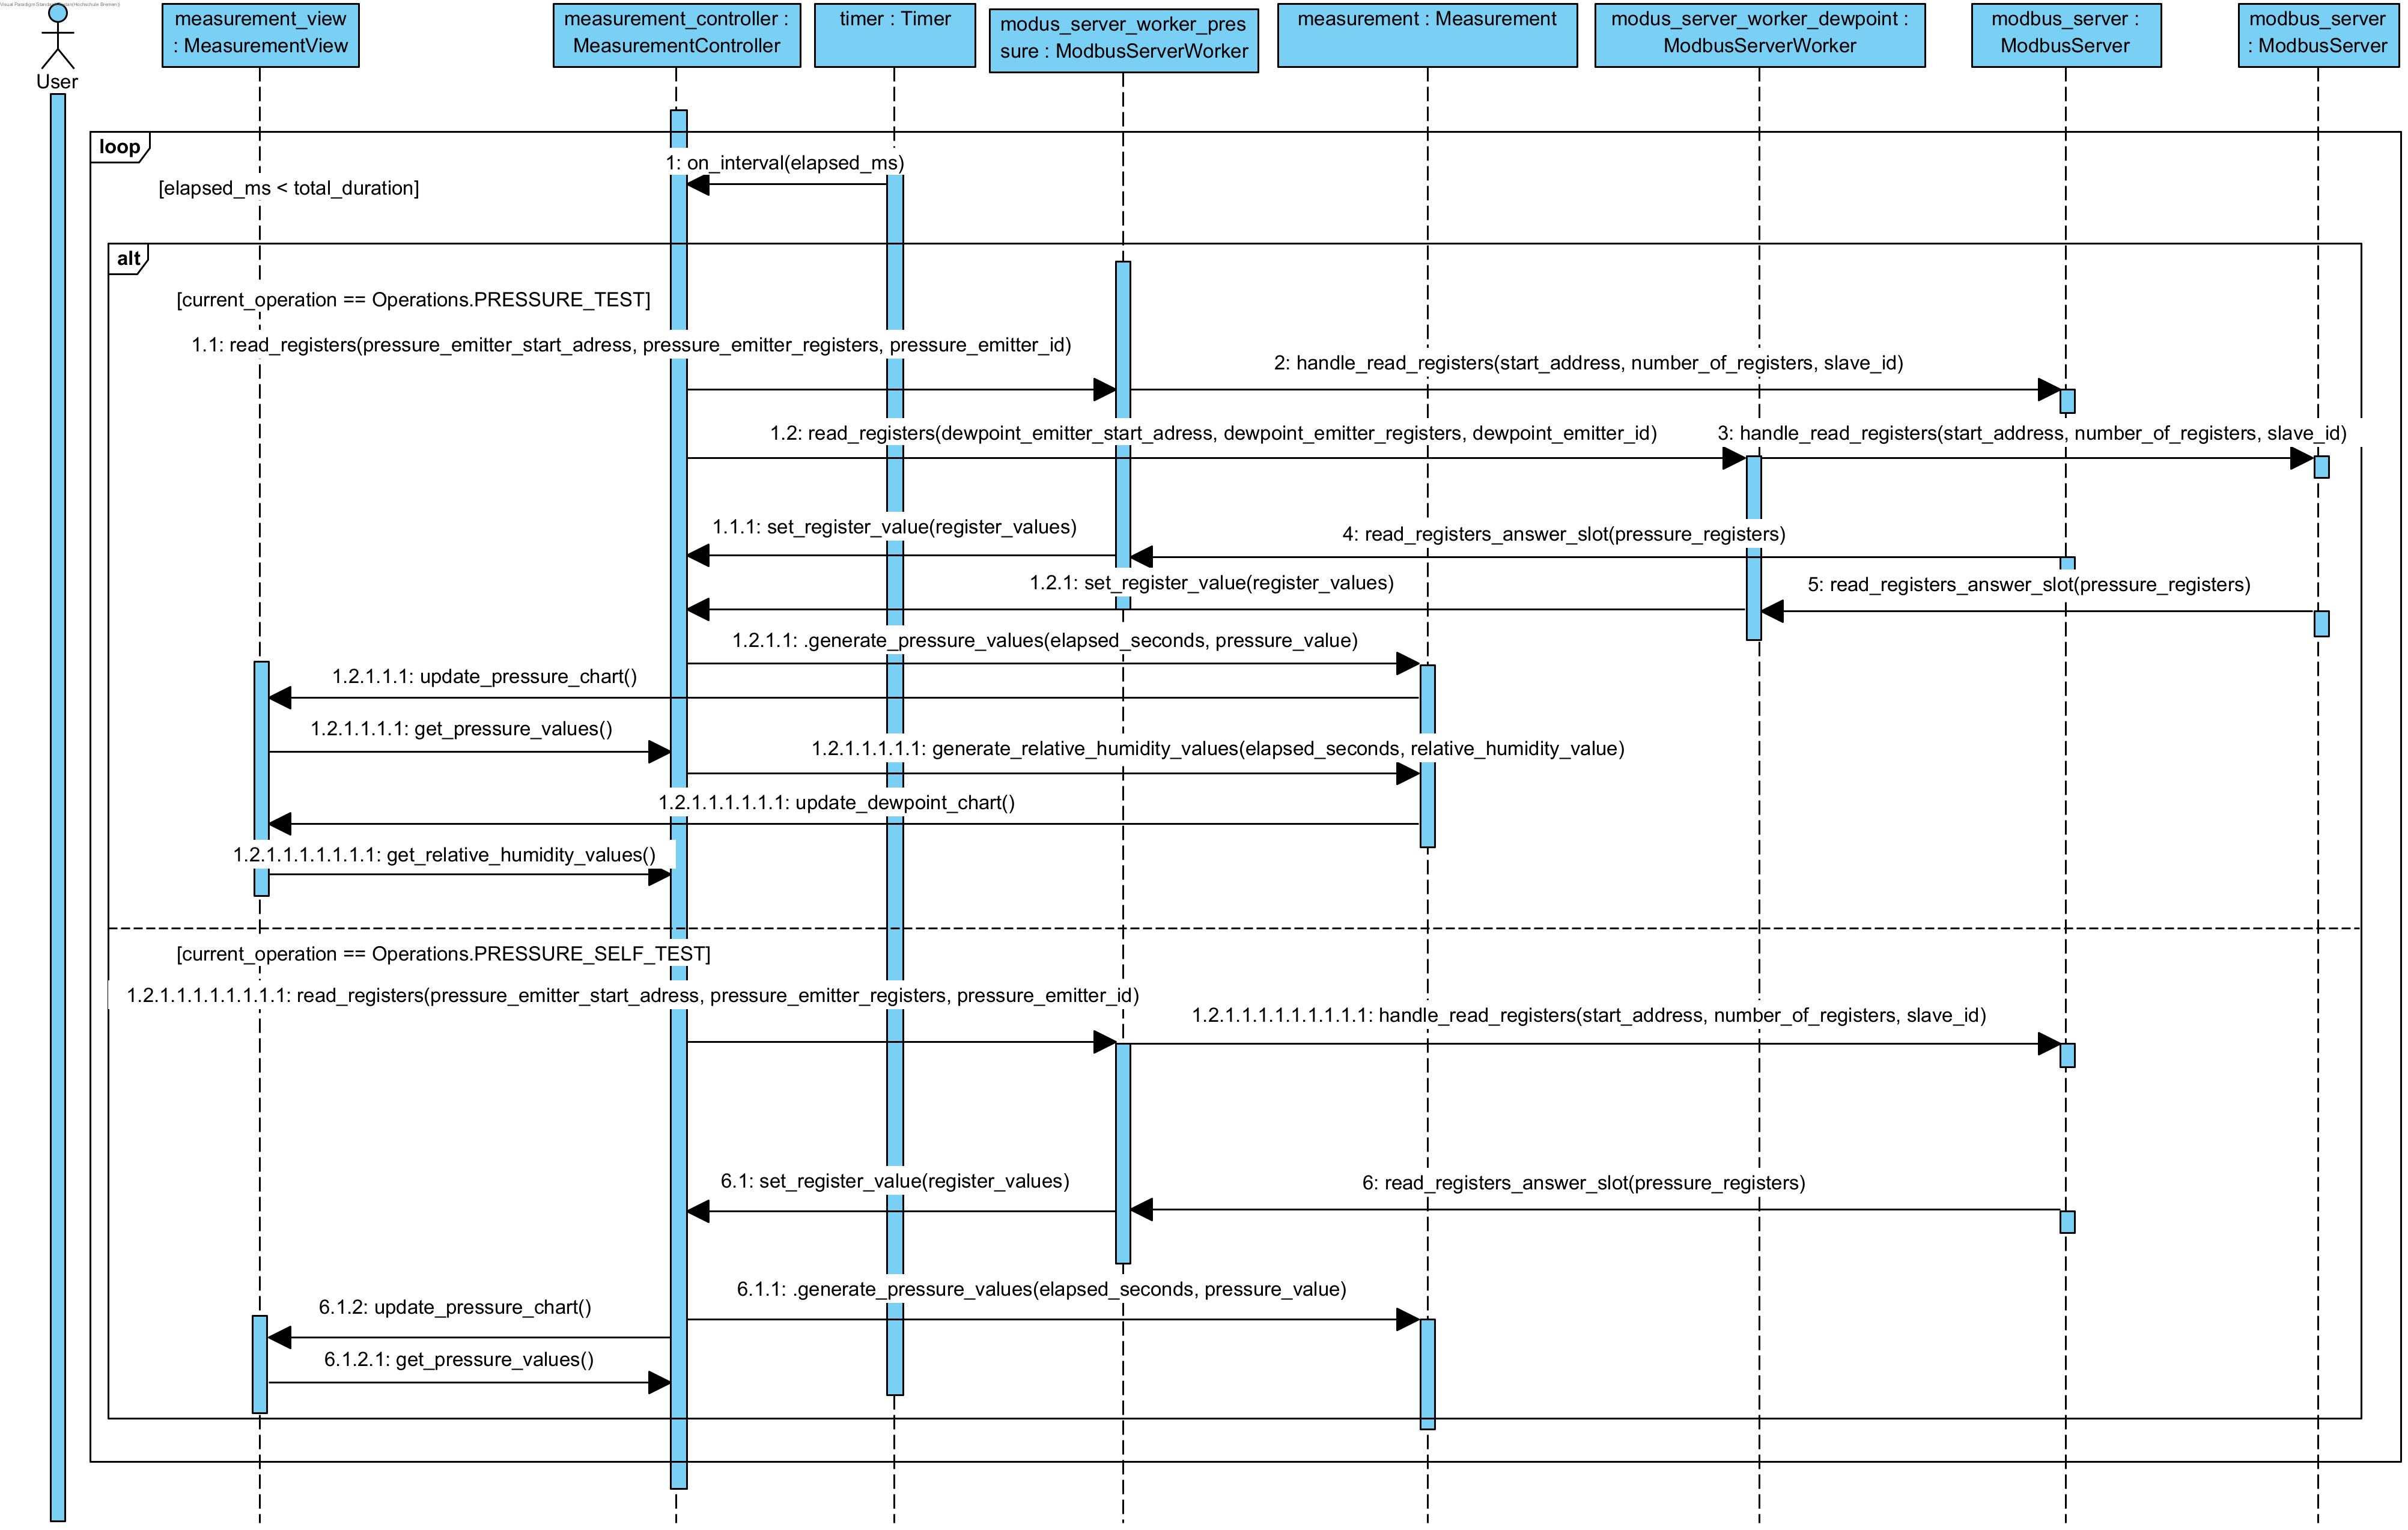 Visual Paradigm Standard
User
measurement_view
: MeasurementView
measurement_controller :
MeasurementController
timer : Timer
modus_server_worker_pres
sure : ModbusServerWorker
measurement : Measurement
modus_server_worker_dewpoint :
ModbusServerWorker
modbus_server :
ModbusServer
modbus_server
: ModbusServer
loop
[elapsed_ms < total_duration]
1: on_interval(elapsed_ms)
alt
[current_operation == Operations.PRESSURE_TEST]
1.1: read_registers(pressure_emitter_start_adress, pressure_emitter_registers, pressure_emitter_id)
2: handle_read_registers(start_address, number_of_registers, slave_id)
1.2: read_registers(dewpoint_emitter_start_adress, dewpoint_emitter_registers, dewpoint_emitter_id)
3: handle_read_registers(start_address, number_of_registers, slave_id)
1.1.1: set_register_value(register_values)
4: read_registers_answer_slot(pressure_registers)
1.2.1: set_register_value(register_values)
5: read_registers_answer_slot(pressure_registers)
1.2.1.1: .generate_pressure_values(elapsed_seconds, pressure_value)
1.2.1.1.1: update_pressure_chart()
1.2.1.1.1.1: get_pressure_values()
1.2.1.1.1.1.1: generate_relative_humidity_values(elapsed_seconds, relative_humidity_value)
1.2.1.1.1.1.1.1: update_dewpoint_chart()
1.2.1.1.1.1.1.1.1: get_relative_humidity_values()
[current_operation == Operations.PRESSURE_SELF_TEST]
1.2.1.1.1.1.1.1.1.1: read_registers(pressure_emitter_start_adress, pressure_emitter_registers, pressure_emitter_id)
1.2.1.1.1.1.1.1.1.1.1: handle_read_registers(start_address, number_of_registers, slave_id)
6.1: set_register_value(register_values)
6: read_registers_answer_slot(pressure_registers)
6.1.1: .generate_pressure_values(elapsed_seconds, pressure_value)
6.1.2: update_pressure_chart()
6.1.2.1: get_pressure_values()